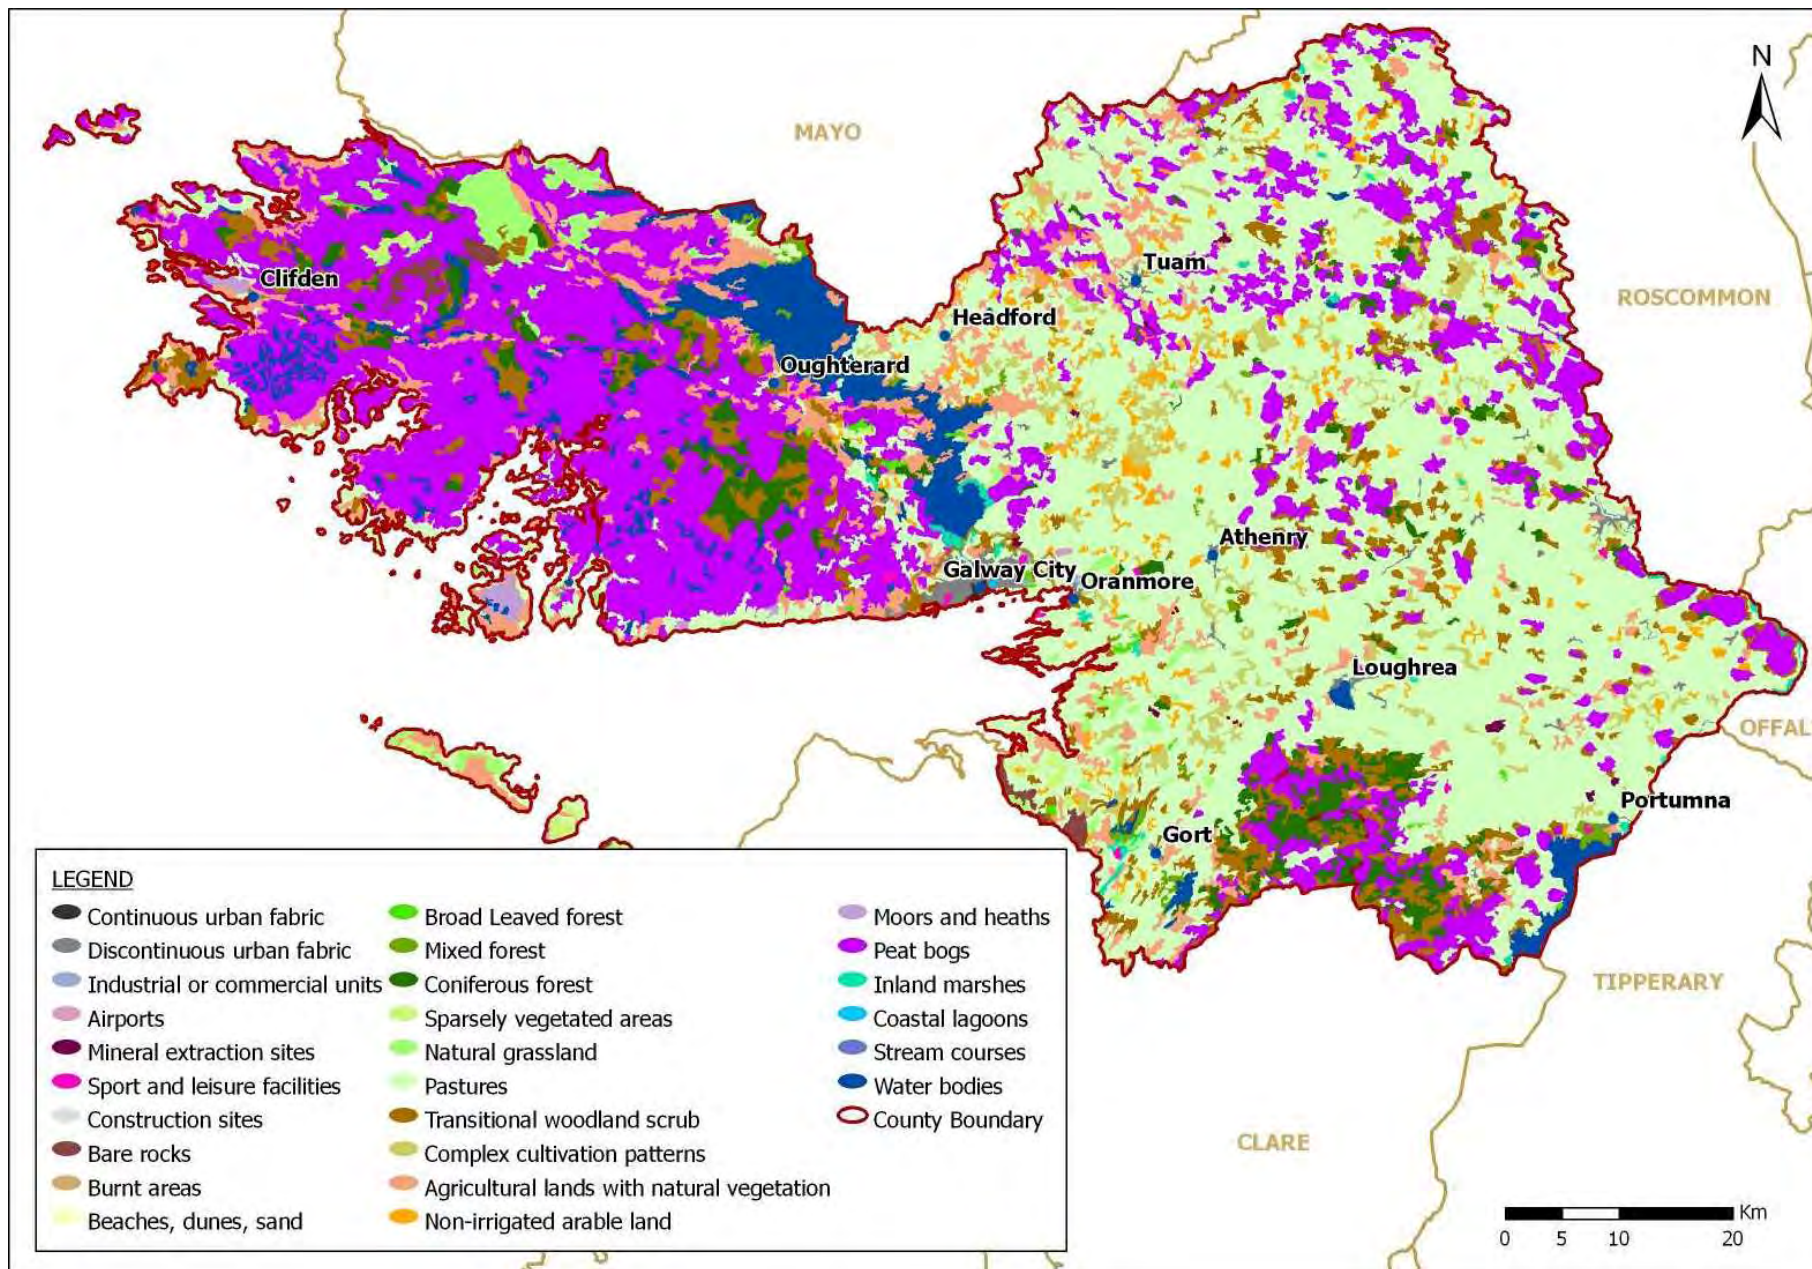 N
MAYO
Tuam
Clifden
ROSCOMMON
Headford
Oughterard
Athenry
Galway City
Oranmore
Loughrea
OFFAL
Portumna
Gort
LEGEND
Continuous urban fabric
Discontinuous urban fabric
Industrial or commercial units
Airports
Mineral extraction sites
Sport and leisure facilities
Construction sites
Bare rocks
Burnt areas
Beaches, dunes, sand
Broad Leaved forest
Mixed forest
Coniferous forest
Sparsely vegetated areas
Natural grassland
Pastures
Transitional woodland scrub
Complex cultivation patterns
Agricultural lands with natural vegetation
Non-irrigated arable land
Moors and heaths
Peat bogs
Inland marshes
Coastal lagoons
Stream courses
Water bodies
County Boundary
TIPPERARY
CLARE
Km
0 5 10 20